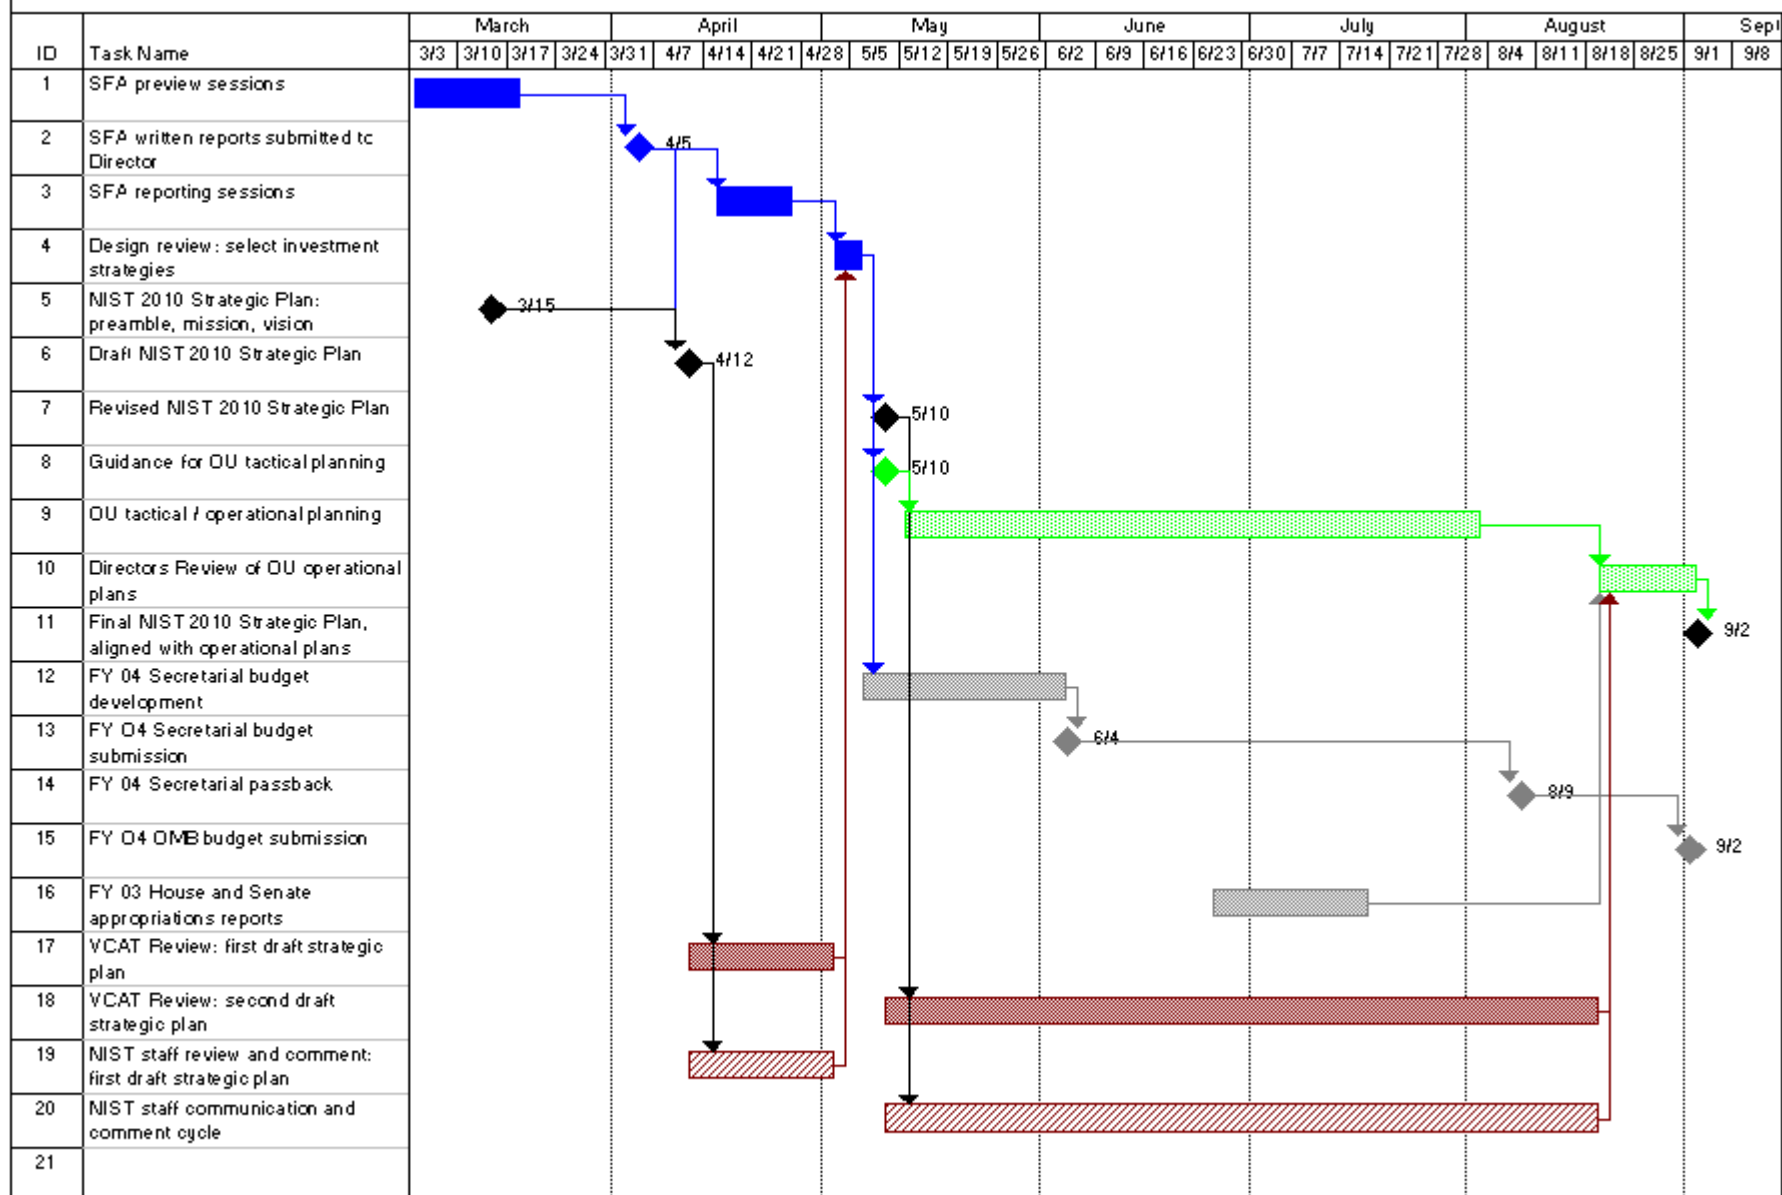 March April May June July August Sept
ID Task Name 3/3 3/10 3/17 3/24 3/31 4/7 4/14 4/21 4/28 5/5 5/12 5/19 5/26 6/2 6/9 6/16 6/23 6/30 7/7 7/14 7/21 7/28 8/4 8/11 8/18 8/25 9/1 9/8
1 SFA preview sessions
2 SFA written reports submitted to 4/5
Director
3 SFA reporting sessions
4 Design review: select investment
strategies
5 NIST 2010 Strategic Plan: 3/15
preamble, mission, vision
6 Draft NIST 2010 Strategic Plan 4/12
7 Revised NIST 2010 Strategic Plan 5/10
8 Guidance for OU tactical planning 5/10
9 OU tactical / operational planning
10 Directors Review of OU operational
plans
11 Final NIST 2010 Strategic Plan, 9/2
aligned with operational plans
12 FY 04 Secretarial budget
development
13 FY O4 Secretarial budget 6/4
submission
14 FY 04 Secretarial passback 8/9
15 FY O4 OMB budget submission 9/2
16 FY 03 House and Senate
appropriations reports
17 VCAT Review: first draft strategic
plan
18 VCAT Review: second draft
strategic plan
19 NIST staff review and comment:
first draft strategic plan
20 NIST staff communication and
comment cycle
21